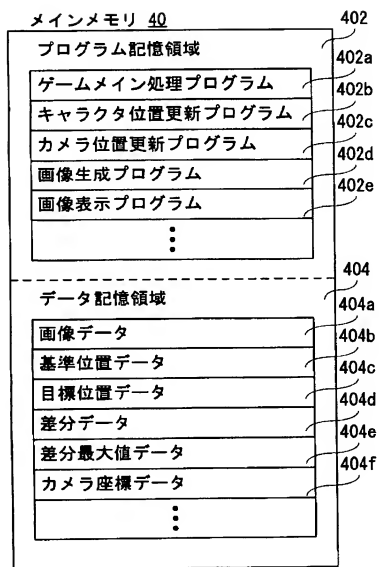 メインメモリ 40
プログラム記憶領域
402
ゲームメイン処理プログラム
402a
キャラクタ位置更新プログラム
402b
カメラ位置更新プログラム
402c
画像生成プログラム
402d
画像表示プログラム
402e
データ記憶領域
404
画像データ
404a
基準位置データ
404b
目標位置データ
404c
差分データ
404d
差分最大値データ
404e
カメラ座標データ
404f